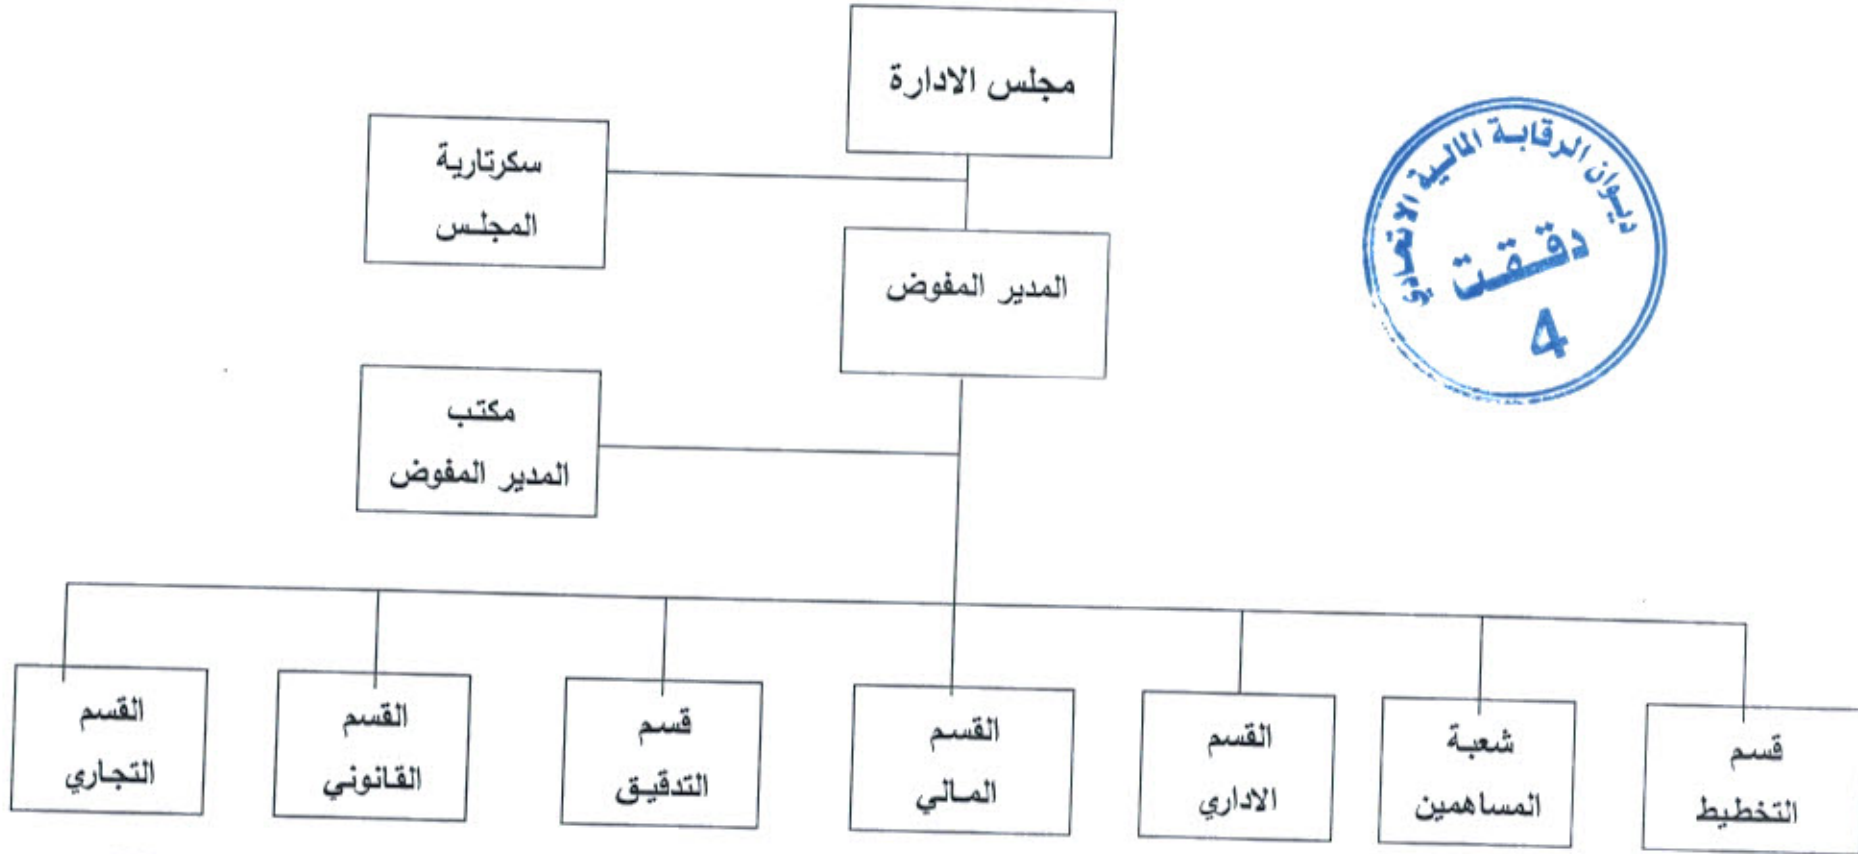 مجلس الادارة
سكرتارية
المجلس
المدير المفوض
مكتب
المدير المفوض
قسم
التخطيط
شعبة
المساهمين
القسم
الاداري
القسم
المالي
قسم
التدقيق
القسم
القانوني
القسم
التجاري
ديوان الرقابة المالية الاتحادي
دققت
4